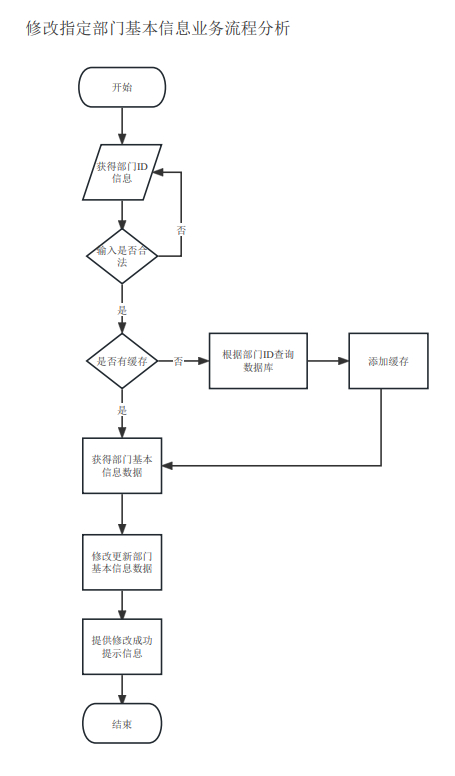 修改指定部门基本信息业务流程分析
开始
获得部门ID
信息
否
输入是否合
法
是
是否有缓存
否
根据部门ID查询
数据库
添加缓存
是
获得部门基本
信息数据
修改更新部门
基本信息数据
提供修改成功
提示信息
结束